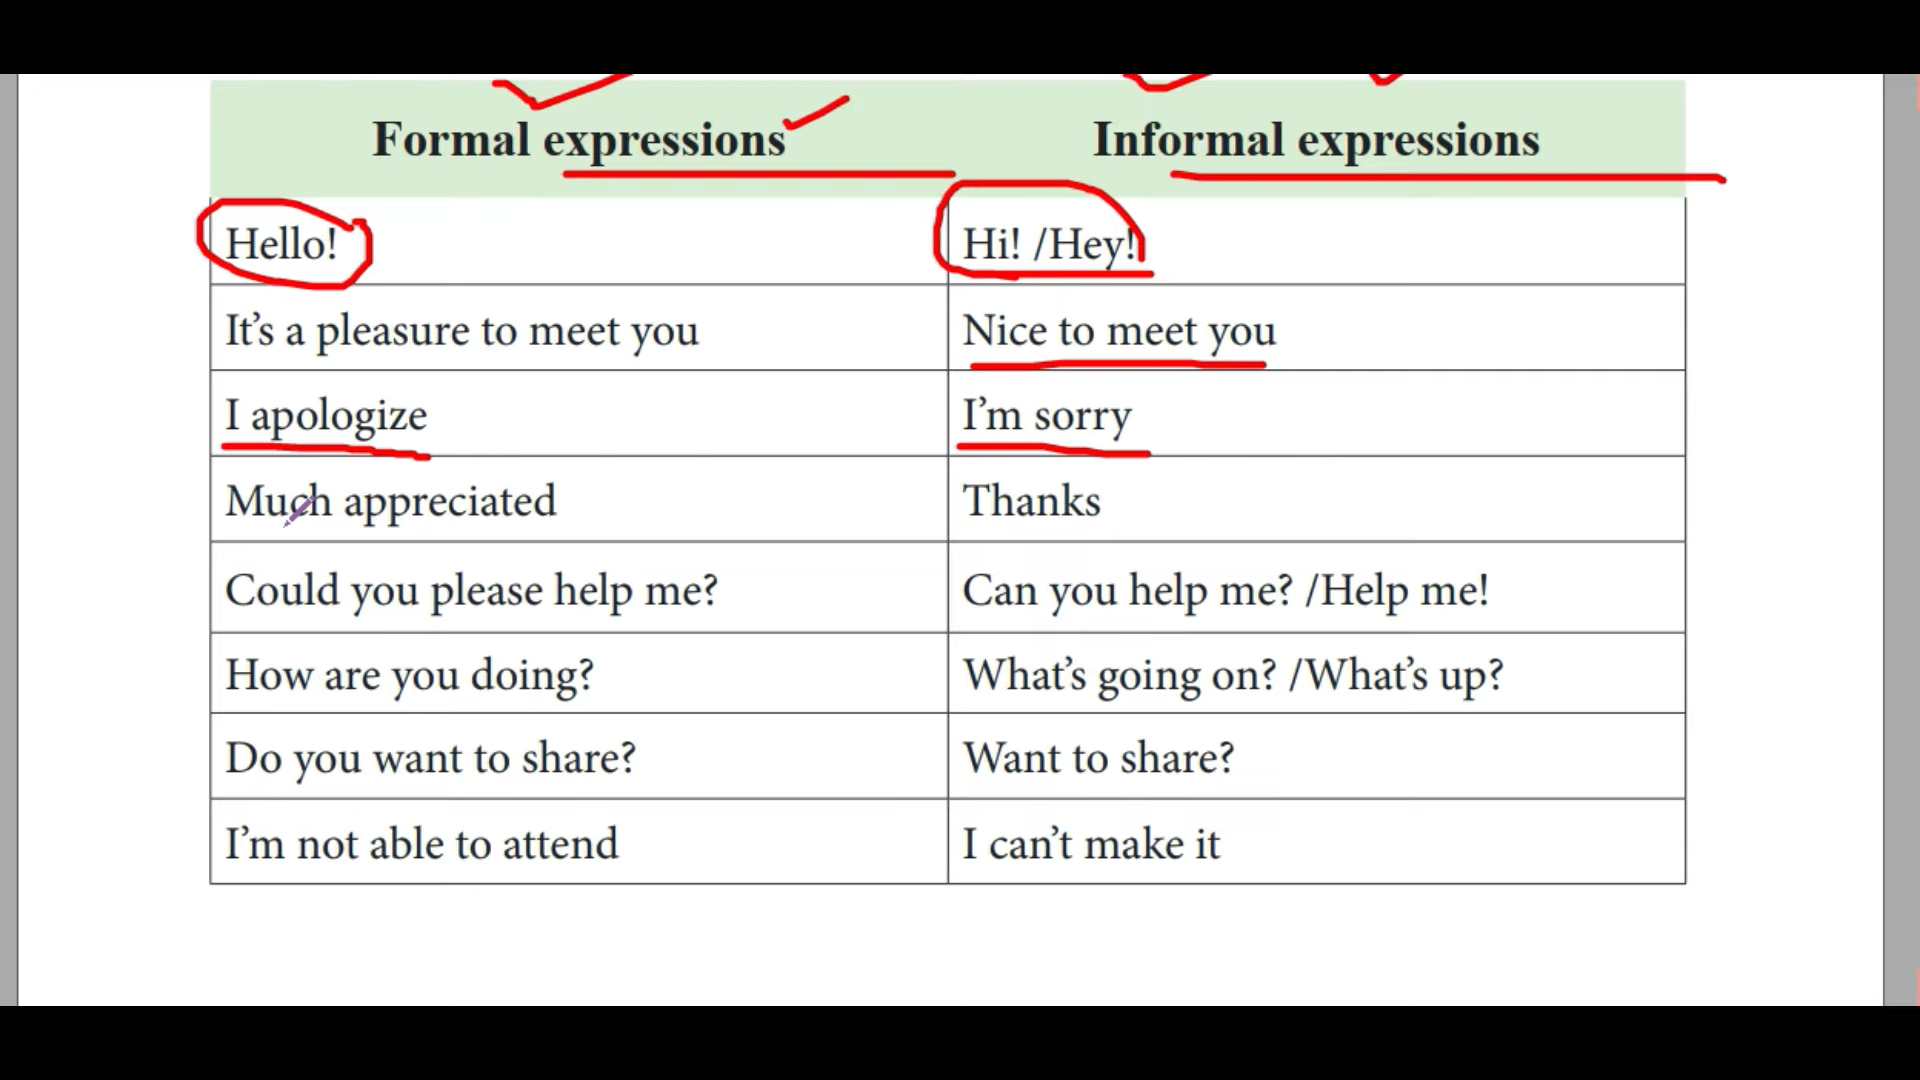 Formal expressions Informal expressions
Hello! Hi! /Hey!
It’s a pleasure to meet you Nice to meet you
I apologize I’m sorry
Much appreciated Thanks
Could you please help me? Can you help me? /Help me!
How are you doing? What’s going on? /What’s up?
Do you want to share? Want to share?
I’m not able to attend I can’t make it